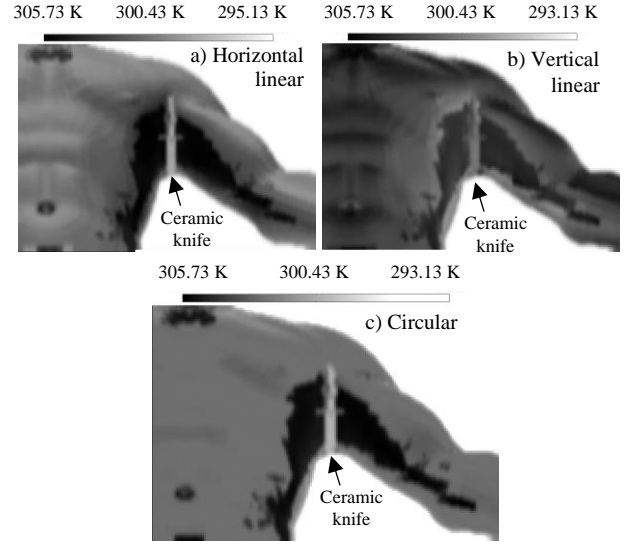 305.73 K 300.43 K 295.13 K
a) Horizontal
linear
Ceramic
knife
305.73 K 300.43 K 293.13 K
b) Vertical
linear
Ceramic
knife
305.73 K 300.43 K 293.13 K
c) Circular
Ceramic
knife